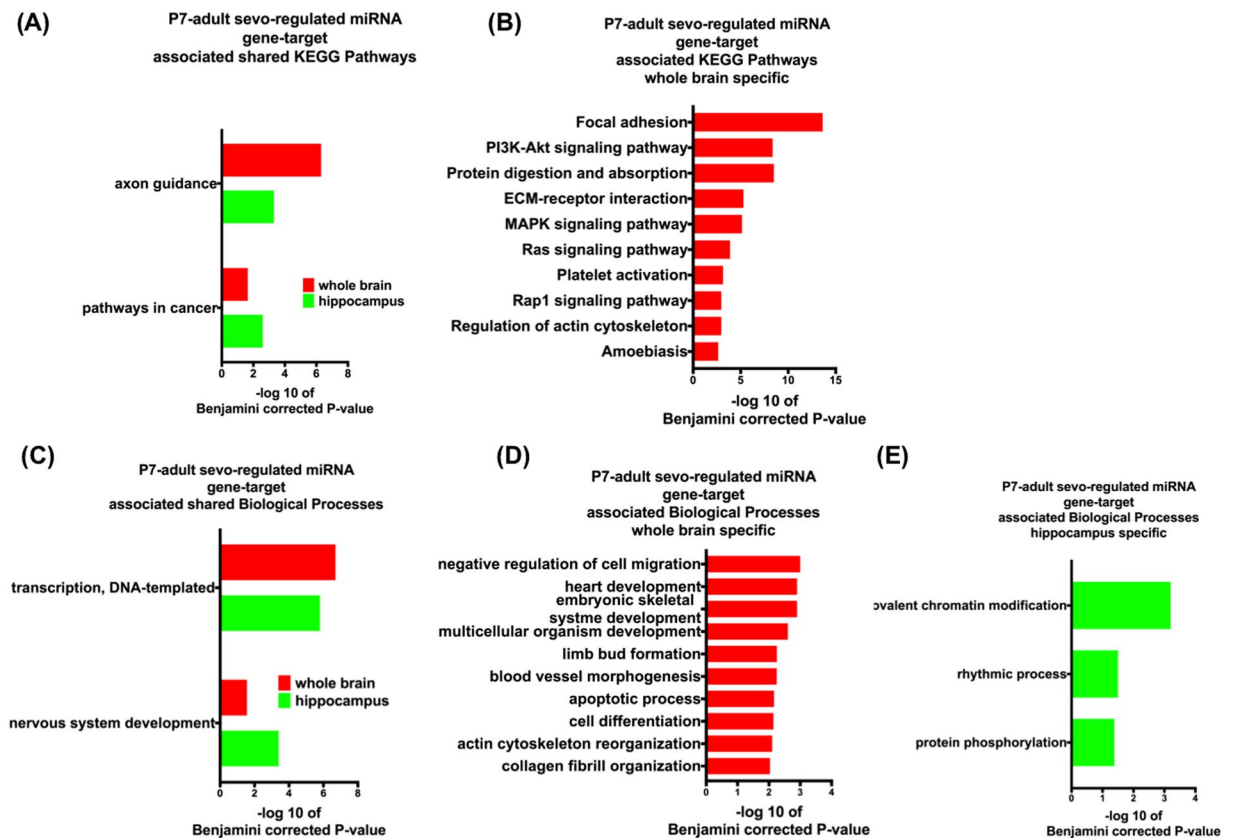 (A)
P7-adult sevo-regulated miRNA
gene-target
associated shared KEGG Pathways
axon guidance
pathways in cancer
whole brain
hippocampus
0 2 4 6 8
-log 10 of
Benjamini corrected P-value
(B)
P7-adult sevo-regulated miRNA
gene-target
associated KEGG Pathways
whole brain specific
Focal adhesion
PI3K-Akt signaling pathway
Protein digestion and absorption
ECM-receptor interaction
MAPK signaling pathway
Ras signaling pathway
Platelet activation
Rap1 signaling pathway
Regulation of actin cytoskeleton
Amoebiasis
0 5 10 15
-log 10 of
Benjamini corrected P-value
(C)
P7-adult sevo-regulated miRNA
gene-target
associated shared Biological Processes
transcription, DNA-templated
nervous system development
whole brain
hippocampus
0 2 4 6 8
-log 10 of
Benjamini corrected P-value
(D)
P7-adult sevo-regulated miRNA
gene-target
associated Biological Processes
whole brain specific
negative regulation of cell migration
heart development
embryonic skeletal
systme development
multicellular organism development
limb bud formation
blood vessel morphogenesis
apoptotic process
cell differentiation
actin cytoskeleton reorganization
collagen fibrill organization
0 1 2 3 4
-log 10 of
Benjamini corrected P-value
(E)
P7-adult sevo-regulated miRNA
gene-target
associated Biological Processes
hippocampus specific
ovalent chromatin modification
rhythmic process
protein phosphorylation
0 1 2 3 4
-log 10 of
Benjamini corrected P-value